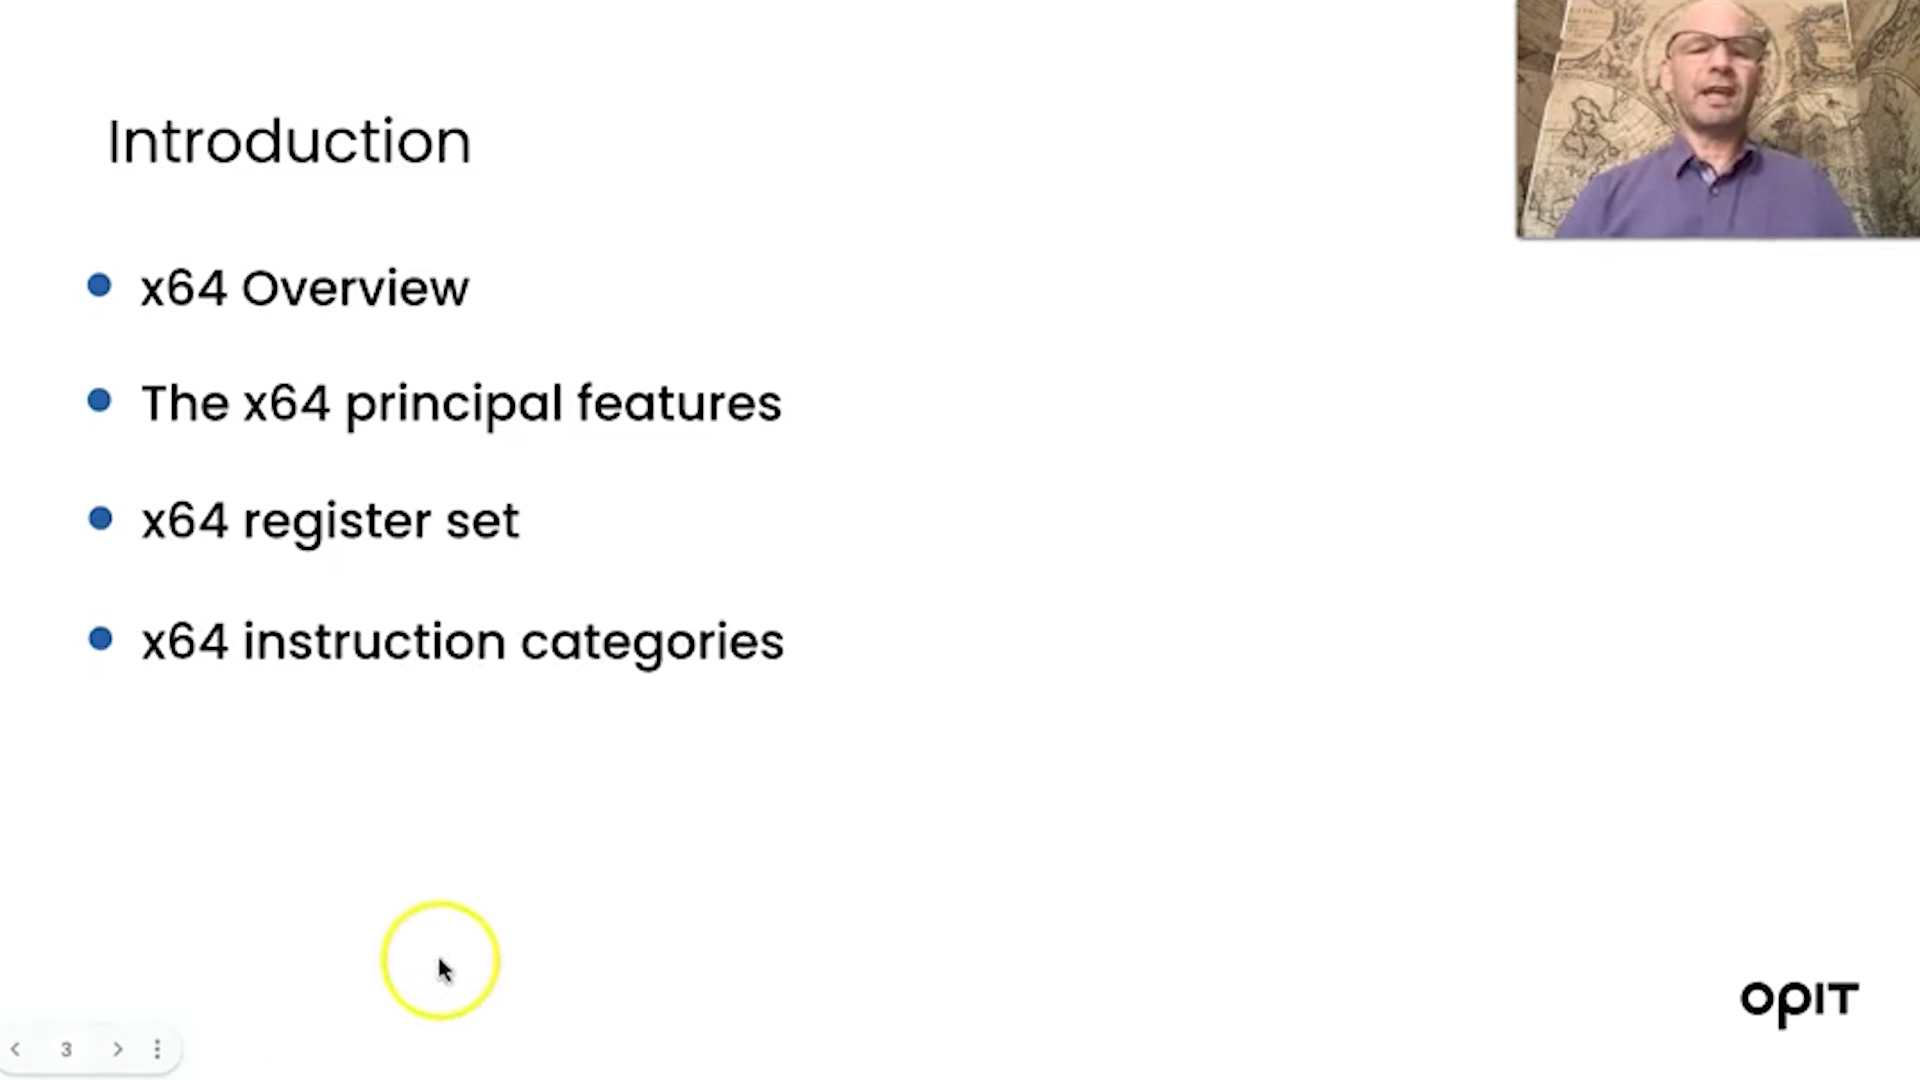 Introduction
x64 Overview
The x64 principal features
x64 register set
x64 instruction categories
opIT
3